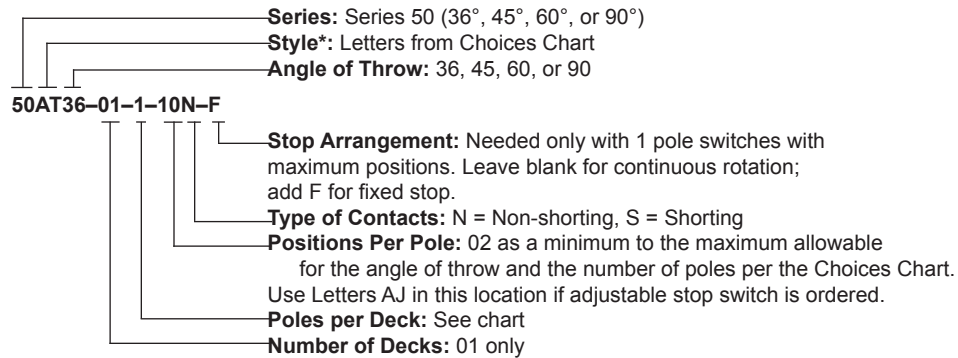 Series: Series 50 (36°, 45°, 60°, or 90°)
Style*: Letters from Choices Chart
Angle of Throw: 36, 45, 60, or 90
50AT36–01–1–10N–F
Stop Arrangement: Needed only with 1 pole switches with
maximum positions. Leave blank for continuous rotation;
add F for fixed stop.
Type of Contacts: N = Non-shorting, S = Shorting
Positions Per Pole: 02 as a minimum to the maximum allowable
for the angle of throw and the number of poles per the Choices Chart.
Use Letters AJ in this location if adjustable stop switch is ordered.
Poles per Deck: See chart
Number of Decks: 01 only